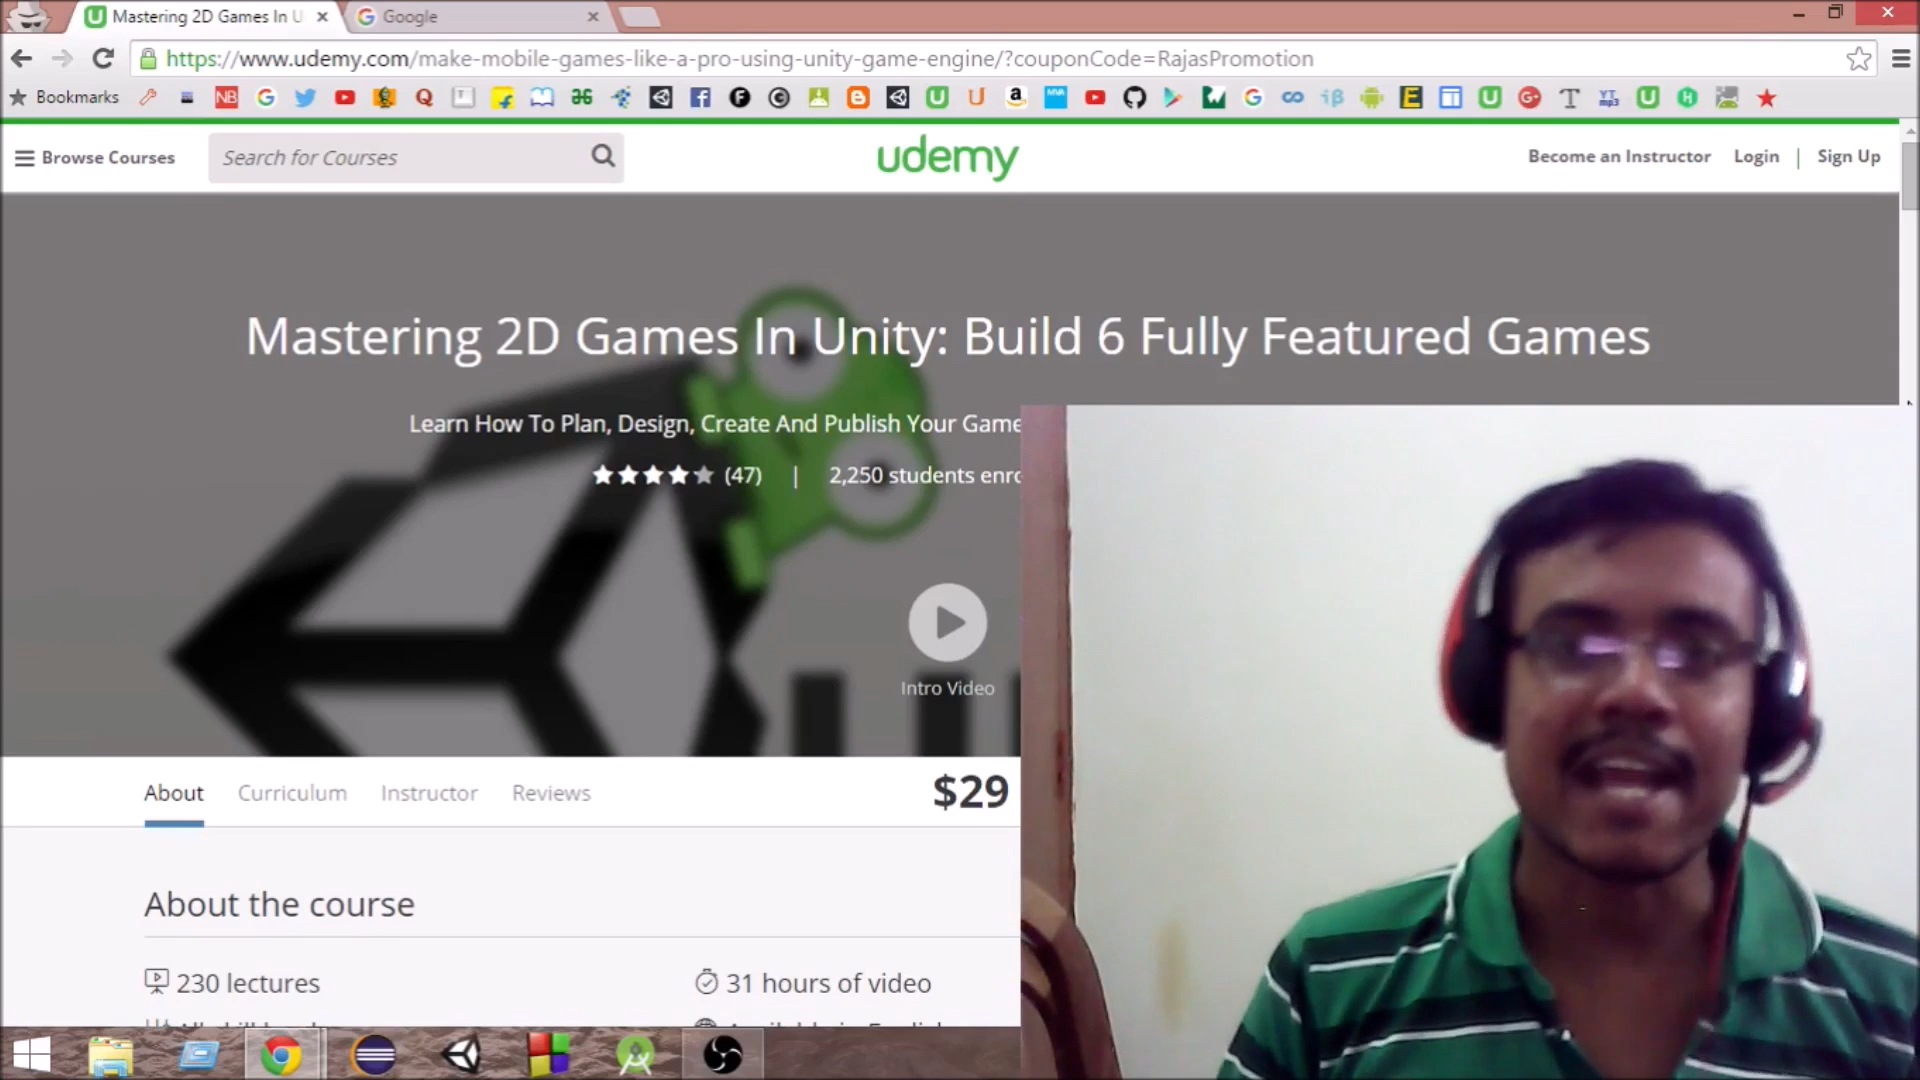 Mastering 2D Games In U
Google
https://www.udemy.com/make-mobile-games-like-a-pro-using-unity-game-engine/?couponCode=RajasPromotion
Bookmarks
Browse Courses
Search for Courses
udemy
Become an Instructor
Login | Sign Up
Mastering 2D Games In Unity: Build 6 Fully Featured Games
Learn How To Plan, Design, Create And Publish Your Game
(47) | 2,250 students enro
Intro Video
About
Curriculum
Instructor
Reviews
$29
About the course
230 lectures
31 hours of video